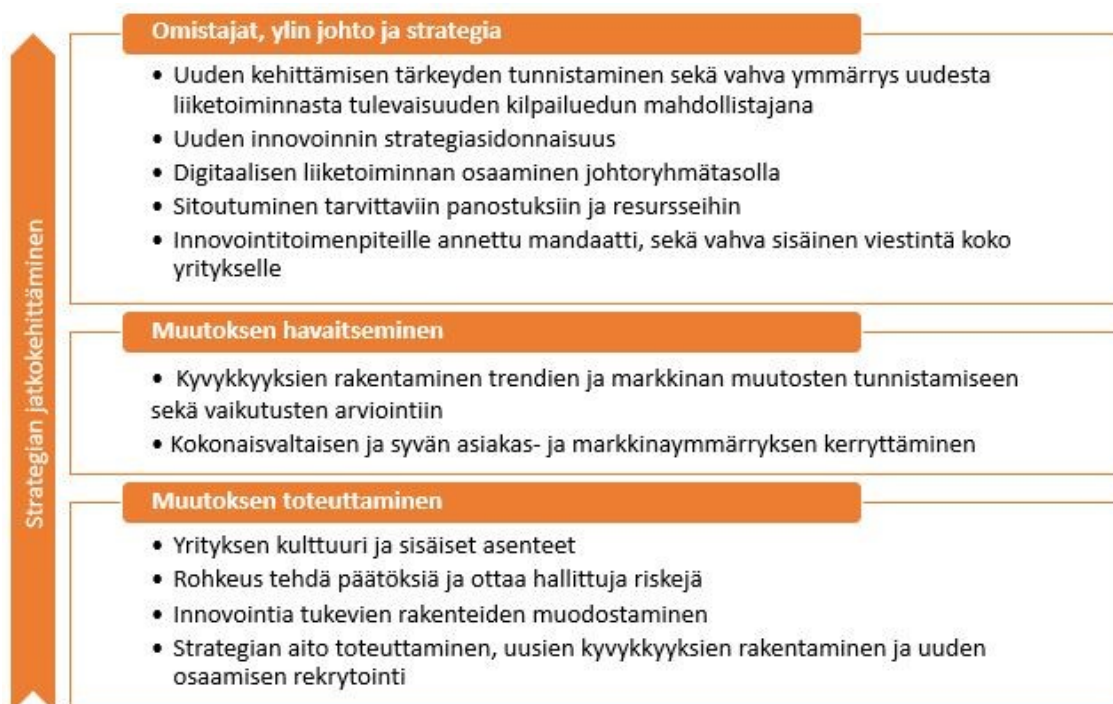 Strategian jatkokehittäminen
Omistajat, ylin johto ja strategia
• Uuden kehittämisen tärkeyden tunnistaminen sekä vahva ymmärrys uudesta
liiketoiminnasta tulevaisuuden kilpailuedun mahdollistajana
• Uuden innovoinnin strategiasidonnaisuus
• Digitaalisen liiketoiminnan osaaminen johtoryhmätasolla
• Sitoutuminen tarvittaviin panostuksiin ja resursseihin
• Innovointitoimenpiteille annettu mandaatti, sekä vahva sisäinen viestintä koko
yritykselle
Muutoksen havaitseminen
• Kyvykkyyksien rakentaminen trendien ja markkinan muutosten tunnistamiseen
sekä vaikutusten arviointiin
• Kokonaisvaltaisen ja syvän asiakas- ja markkinaymmärryksen kerryttäminen
Muutoksen toteuttaminen
• Yrityksen kulttuuri ja sisäiset asenteet
• Rohkeus tehdä päätöksiä ja ottaa hallittuja riskejä
• Innovointia tukevien rakenteiden muodostaminen
• Strategian aito toteuttaminen, uusien kyvykkyyksien rakentaminen ja uuden
osaamisen rekrytointi